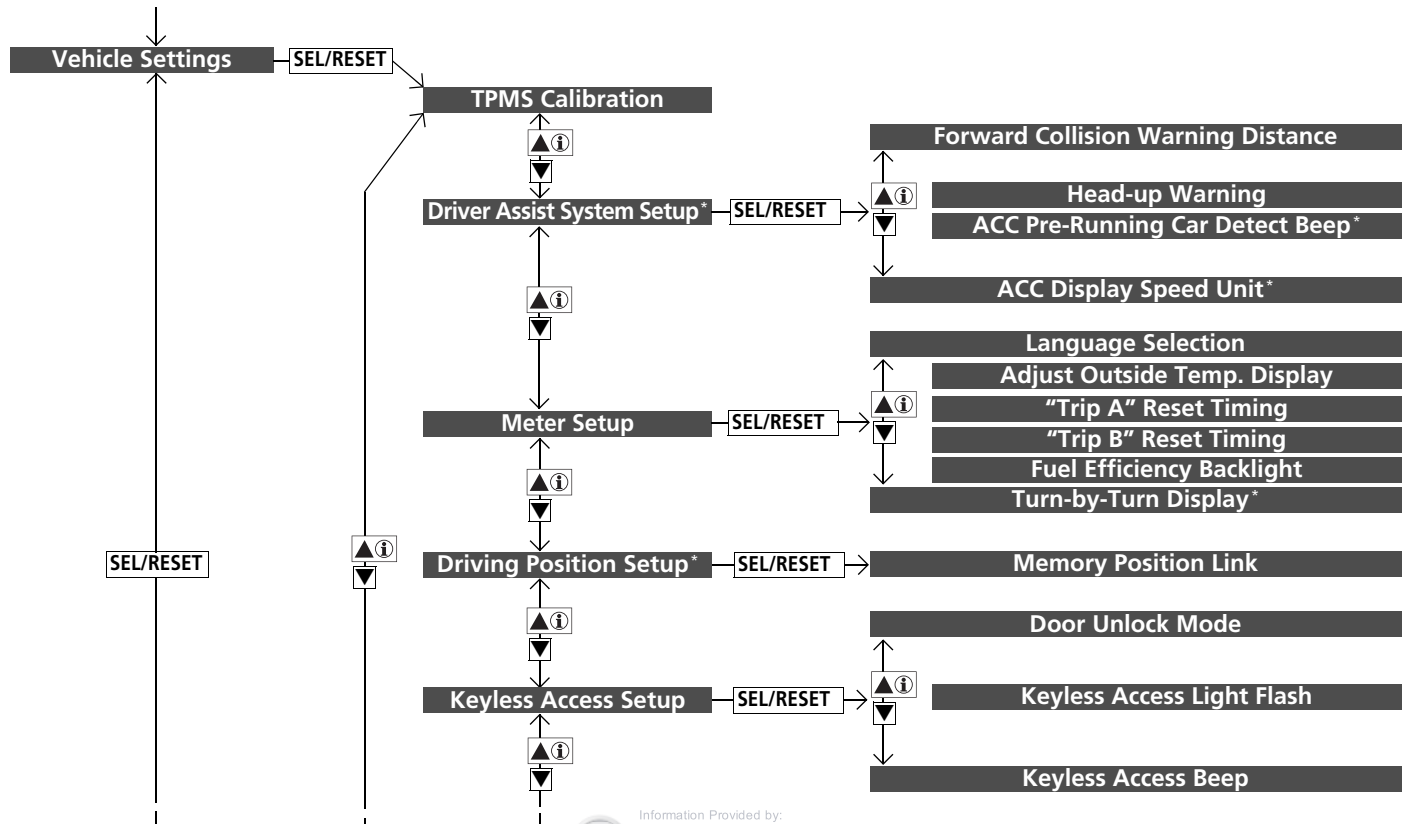 Vehicle Settings
SEL/RESET
TPMS Calibration
Forward Collision Warning Distance
Head-up Warning
Driver Assist System Setup*
SEL/RESET
ACC Pre-Running Car Detect Beep*
ACC Display Speed Unit*
Language Selection
Adjust Outside Temp. Display
“Trip A” Reset Timing
Meter Setup
SEL/RESET
“Trip B” Reset Timing
Fuel Efficiency Backlight
Turn-by-Turn Display*
SEL/RESET
Driving Position Setup*
SEL/RESET
Memory Position Link
Door Unlock Mode
Keyless Access Setup
SEL/RESET
Keyless Access Light Flash
Keyless Access Beep
Information Provided by: